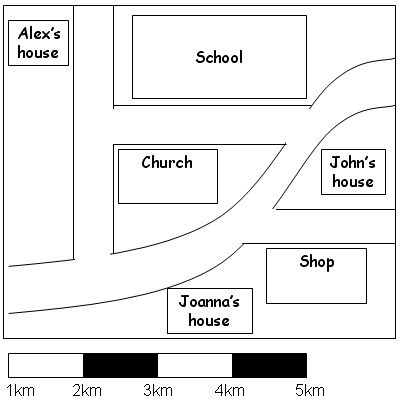 Alex's
house
School
Church
John's
house
Shop
Joanna's
house
1km 2km 3km 4km 5km